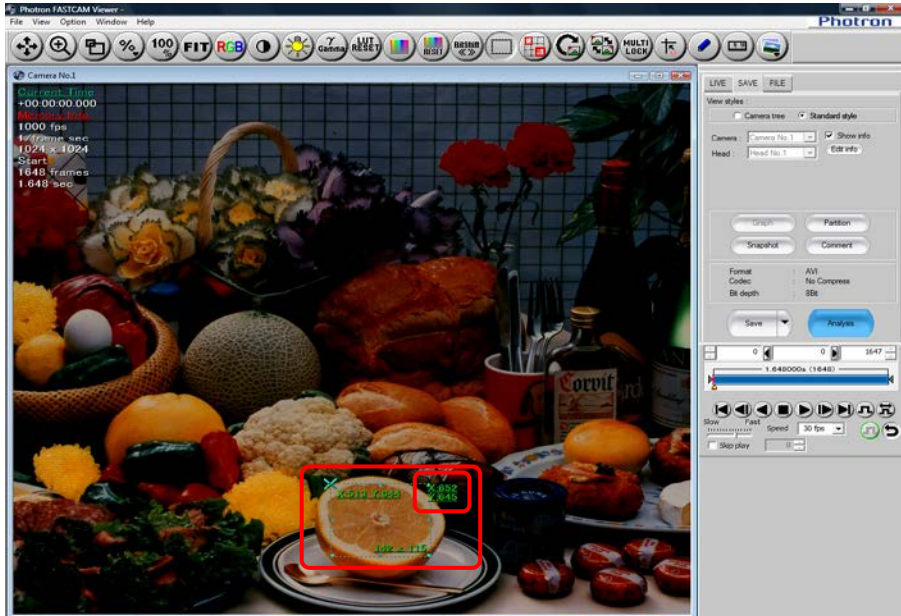 Photron FASTCAM Viewer -
File View Option Window Help
Photron
% 100 % FIT RGB γ Gamma LUT RESET RESET MULTI LOCK
Camera No.1
Current Time
+00:00:00.000
Memory Info
1000 fps
1/frame sec
1024 x 1024
Start
1648 frames
1.648 sec
LIVE SAVE FILE
View styles :
Camera tree Standard style
Camera : Camera No.1 Show info
Head : Head No.1 Edit info
Graph Partition
Snapshot Comment
Format : AVI
Codec : No Compress
Bit depth : 8Bit
Save Analysis
0 0 1647
1.648000s (1648)
Slow Fast Speed 30 fps
Skip play 0
Corvit
X:652
Y:645